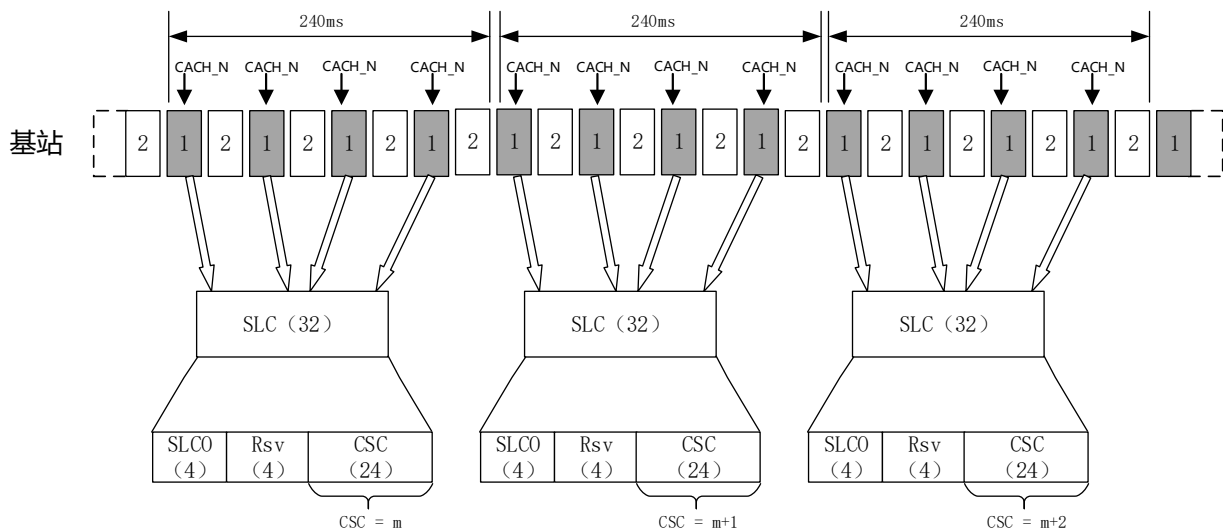 240ms 240ms 240ms
CACH_N CACH_N CACH_N CACH_N CACH_N CACH_N CACH_N CACH_N CACH_N CACH_N CACH_N CACH_N
基站 2 1 2 1 2 1 2 1 2 1 2 1 2 1 2 1 2 1 2 1 2 1 2 1 2 1
SLC（32） SLC（32） SLC（32）
SLCO Rsv CSC SLCO Rsv CSC SLCO Rsv CSC
(4) (4) (24) (4) (4) (24) (4) (4) (24)
CSC = m CSC = m+1 CSC = m+2